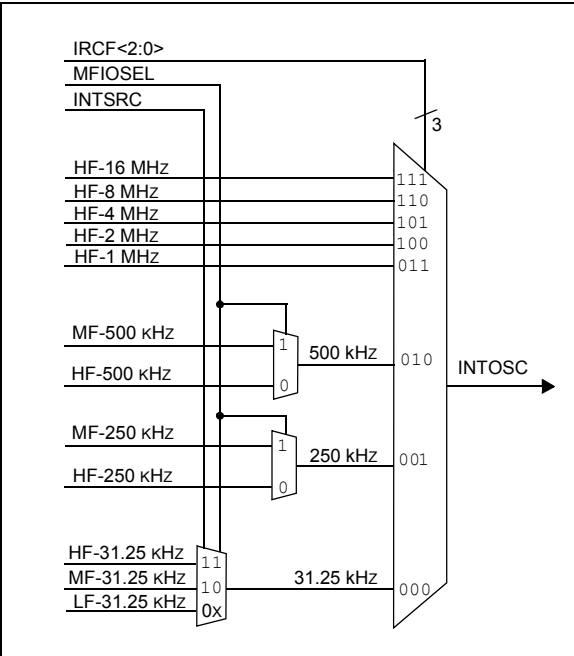 IRCF<2:0>
MFIOSEL
INTSRC
3
HF-16 MHZ
111
HF-8 MHZ
110
HF-4 MHZ
101
HF-2 MHZ
100
HF-1 MHZ
011
MF-500 KHZ
1
500 kHz
010
INTOSC
HF-500 KHZ
0
MF-250 KHZ
1
250 kHz
001
HF-250 KHZ
0
HF-31.25 KHZ
11
MF-31.25 KHZ
10
31.25 kHz
000
LF-31.25 KHZ
0X